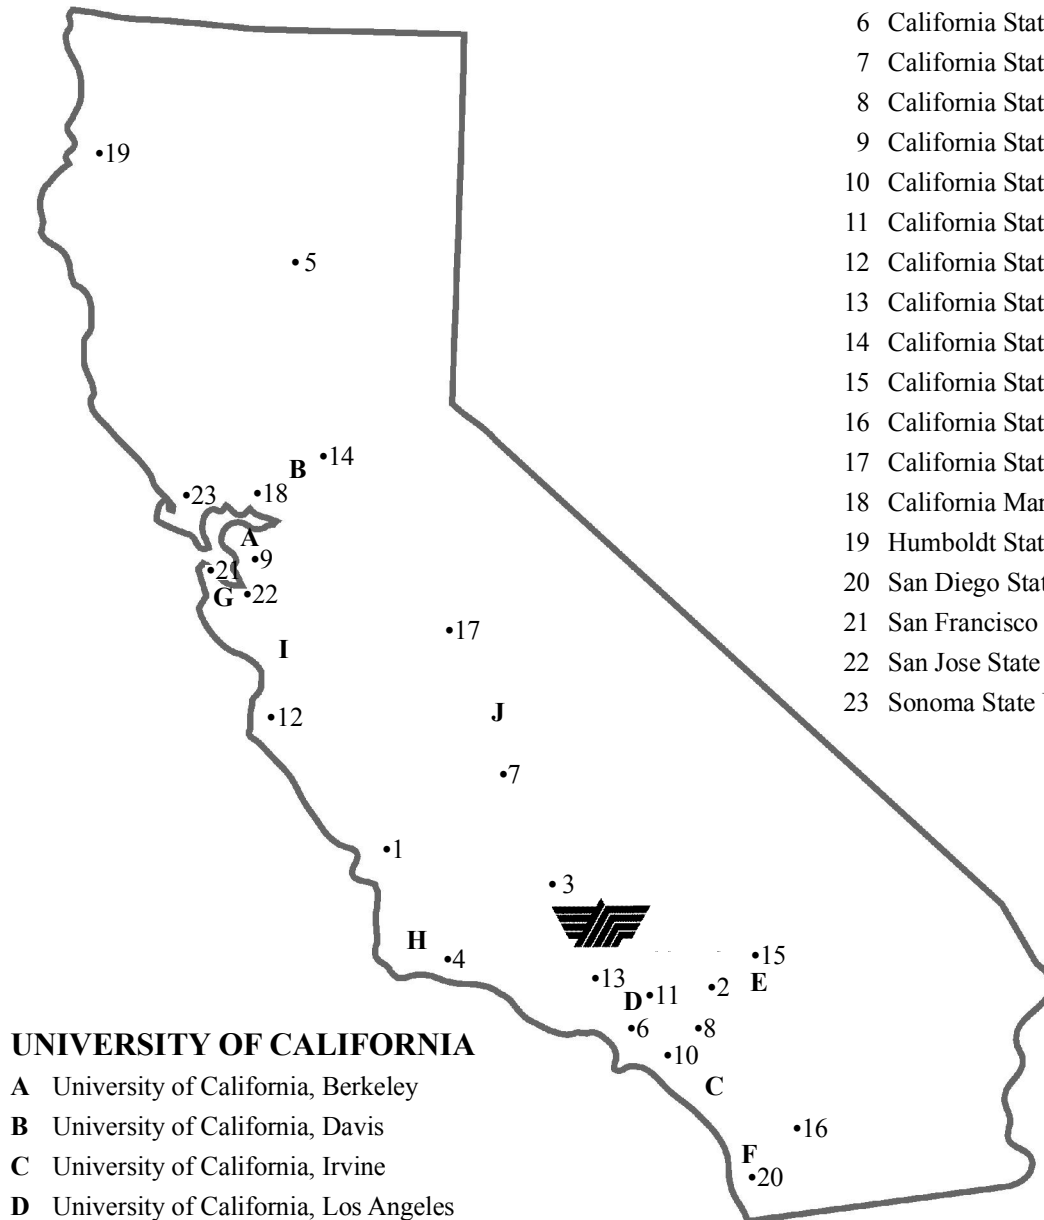 6 California Stat
7 California Stat
8 California Stat
9 California Stat
10 California Stat
11 California Stat
12 California Stat
13 California Stat
14 California Stat
15 California Stat
16 California Stat
17 California Stat
18 California Mar
19 Humboldt Stat
20 San Diego Stat
21 San Francisco
22 San Jose State
23 Sonoma State
•19
•5
•14
B
•23
•18
A
•9
•21
G
•22
•17
I
•12
J
•7
•1
•3
H
•4
•15
E
•13
•2
D
•11
•6
•8
•10
C
•16
F
•20
UNIVERSITY OF CALIFORNIA
A University of California, Berkeley
B University of California, Davis
C University of California, Irvine
D University of California, Los Angeles